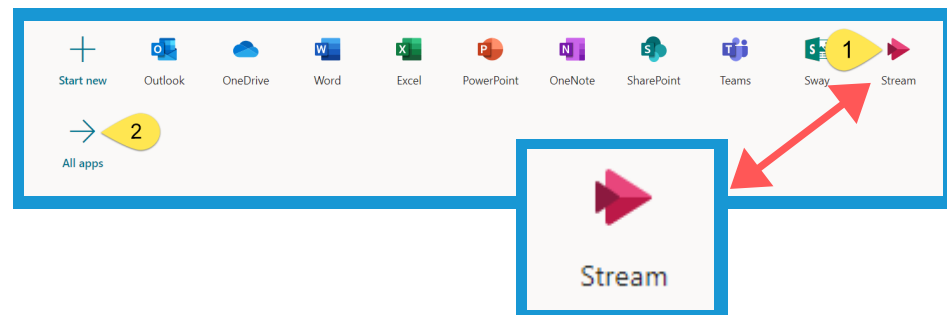 1
Start new Outlook OneDrive Word Excel PowerPoint OneNote SharePoint Teams Sway Stream
2
All apps
Stream